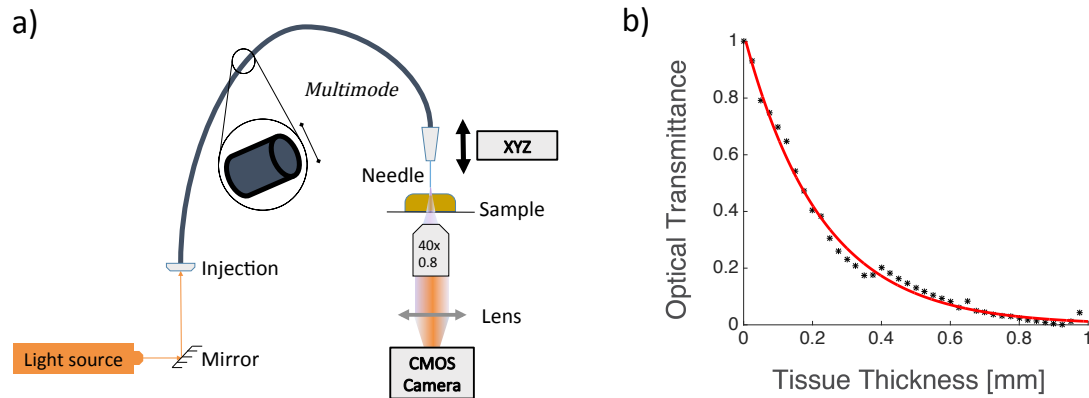 a)
Multimode
XYZ
Needle
Sample
40x
0.8
Injection
Lens
Light source
Mirror
CMOS
Camera
b)
Optical Transmittance
1
0.8
0.6
0.4
0.2
0
0
0.2
0.4
0.6
0.8
1
Tissue Thickness [mm]